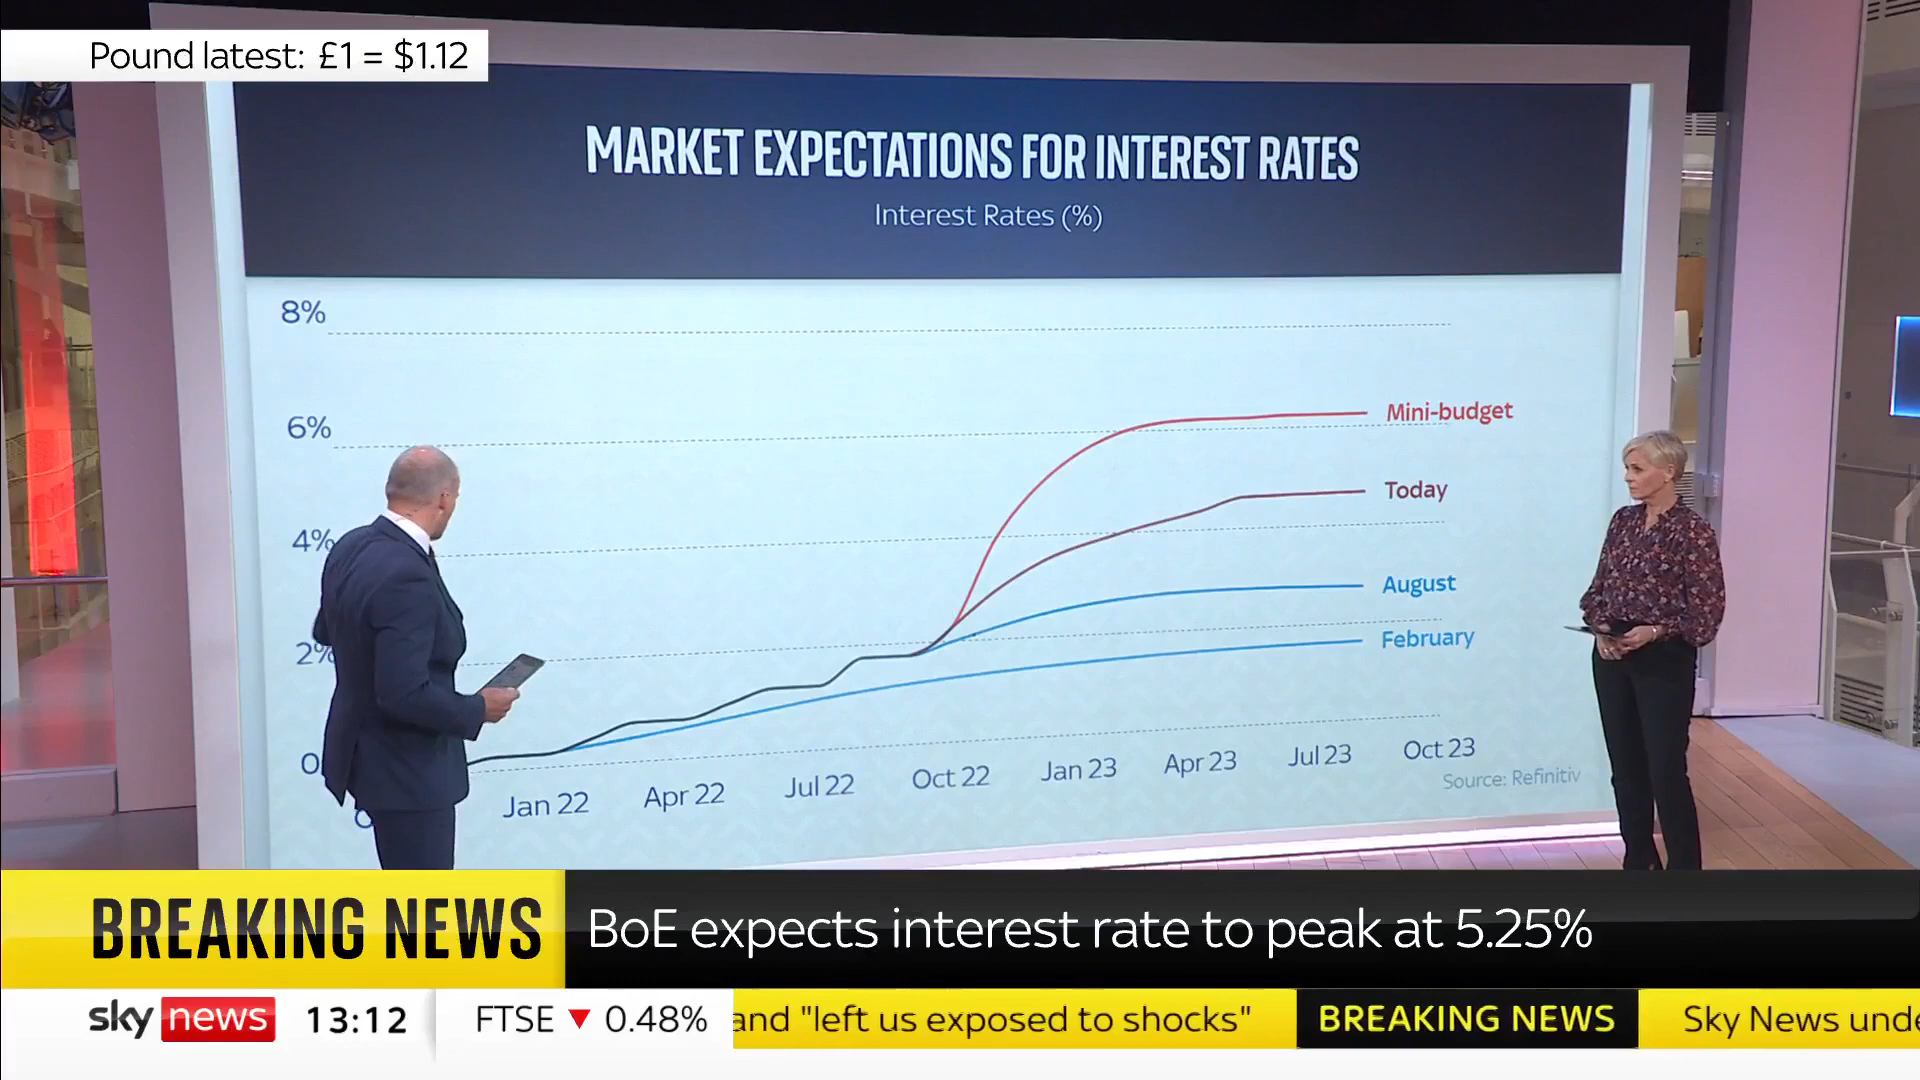 Pound latest: £1 = $1.12
MARKET EXPECTATIONS FOR INTEREST RATES
Interest Rates (%)
8%
6%
4%
2%
0
Mini-budget
Today
August
February
Jan 22
Apr 22
Jul 22
Oct 22
Jan 23
Apr 23
Jul 23
Oct 23
Source: Refinitiv
BREAKING NEWS
BoE expects interest rate to peak at 5.25%
sky news
13:12
FTSE ▼ 0.48%
and "left us exposed to shocks"
BREAKING NEWS
Sky News